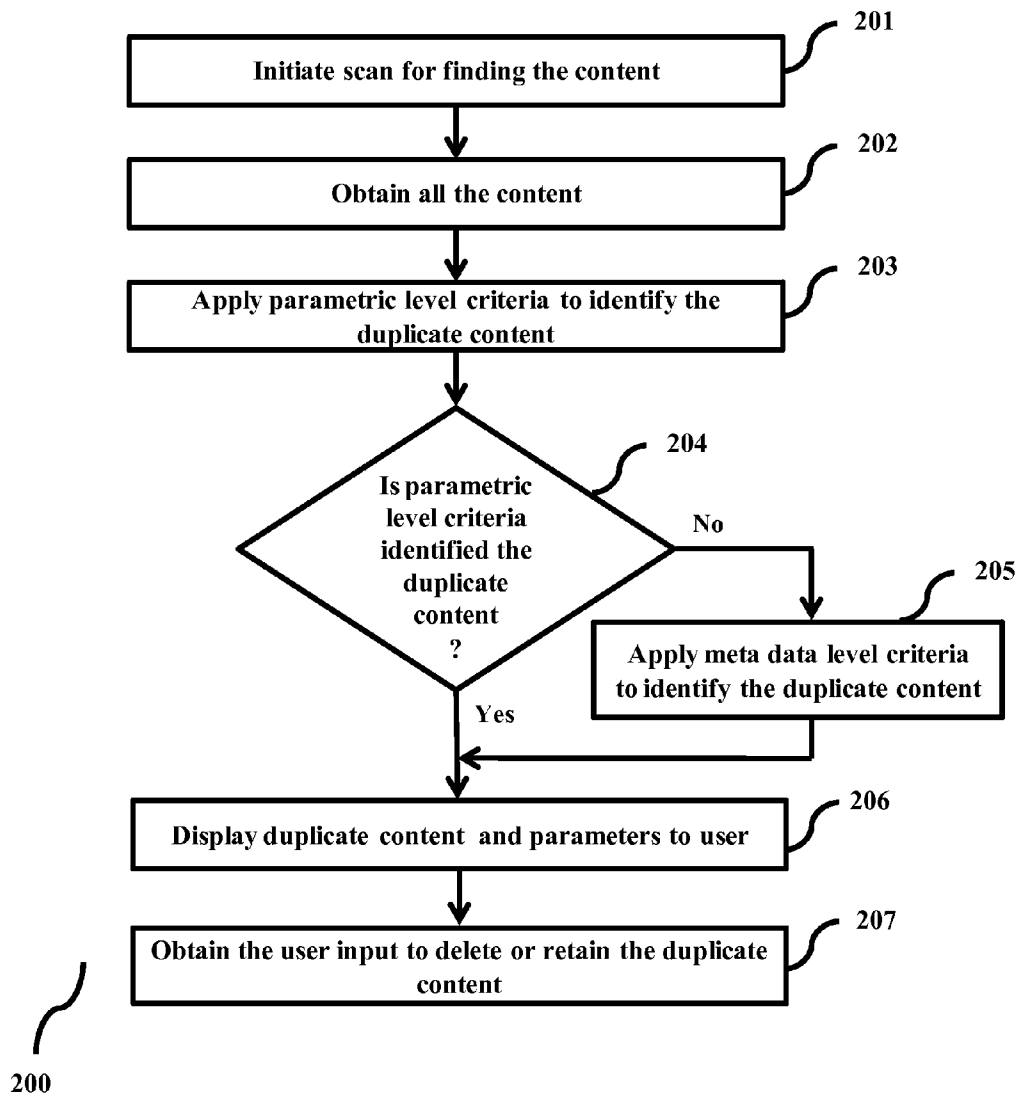 201
Initiate scan for finding the content
202
Obtain all the content
203
Apply parametric level criteria to identify the
duplicate content
204
Is parametric
level criteria
identified the
duplicate
content
?
No
205
Apply meta data level criteria
to identify the duplicate content
Yes
206
Display duplicate content and parameters to user
207
Obtain the user input to delete or retain the duplicate
content
200